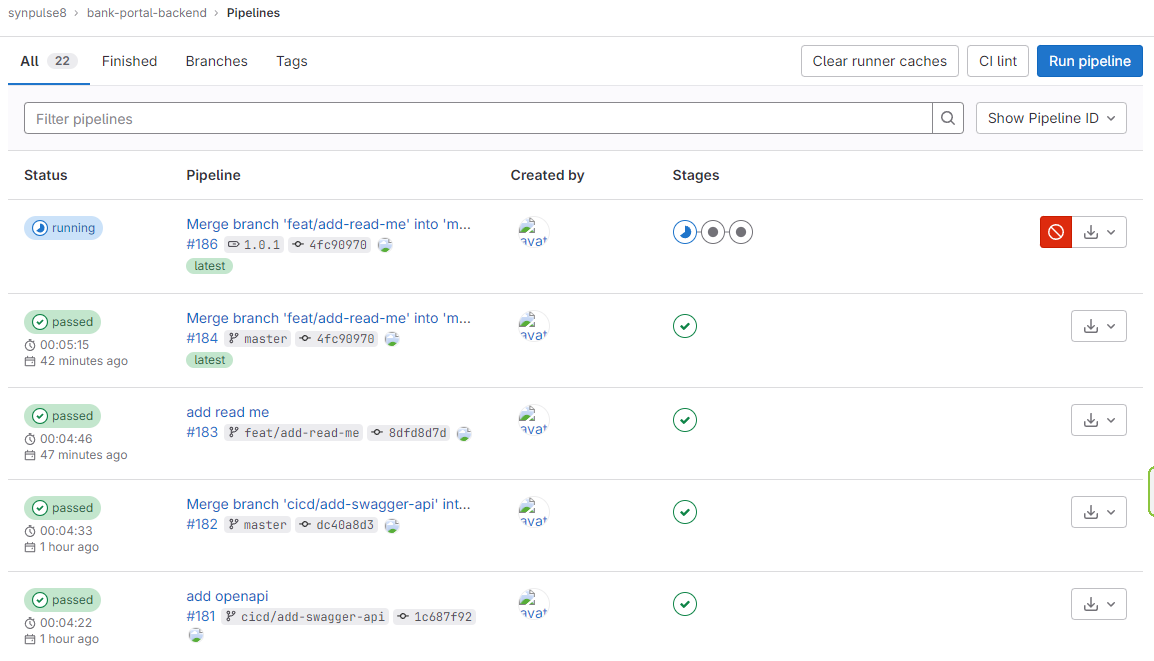 synpulse8 › bank-portal-backend › Pipelines
All 22 Finished Branches Tags Clear runner caches CI lint Run pipeline
Filter pipelines Show Pipeline ID
Status Pipeline Created by Stages
running Merge branch 'feat/add-read-me' into 'm...
#186 1.0.1 4fc90970
avat
latest
passed Merge branch 'feat/add-read-me' into 'm...
#184 master 4fc90970
avat
00:05:15
latest
42 minutes ago
passed add read me
#183 feat/add-read-me 8dfd8d7d
avat
00:04:46
47 minutes ago
passed Merge branch 'cicd/add-swagger-api' int...
#182 master dc40a8d3
avat
00:04:33
1 hour ago
passed add openapi
#181 cicd/add-swagger-api 1c687f92
avat
00:04:22
1 hour ago